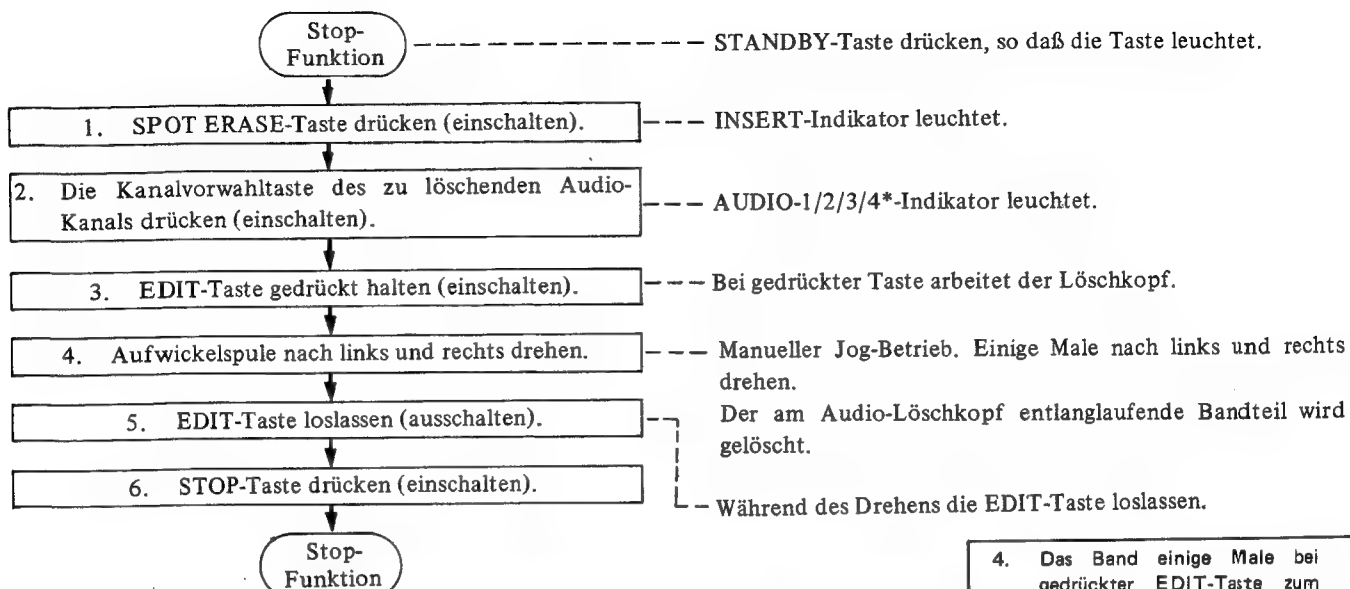 Stop-
Funktion
STANDBY-Taste drücken, so daß die Taste leuchtet.
1. SPOT ERASE-Taste drücken (einschalten).
INSERT-Indikator leuchtet.
2. Die Kanalvorwahltaste des zu löschenden Audio-
Kanals drücken (einschalten).
AUDIO-1/2/3/4*-Indikator leuchtet.
3. EDIT-Taste gedrückt halten (einschalten).
Bei gedrückter Taste arbeitet der Löschkopf.
4. Aufwickelspule nach links und rechts drehen.
Manueller Jog-Betrieb. Einige Male nach links und rechts
drehen.
Der am Audio-Löschkopf entlanglaufende Bandteil wird
gelöscht.
5. EDIT-Taste loslassen (ausschalten).
6. STOP-Taste drücken (einschalten).
Während des Drehens die EDIT-Taste loslassen.
Stop-
Funktion
4. Das Band einige Male bei
gedrückter EDIT-Taste zum